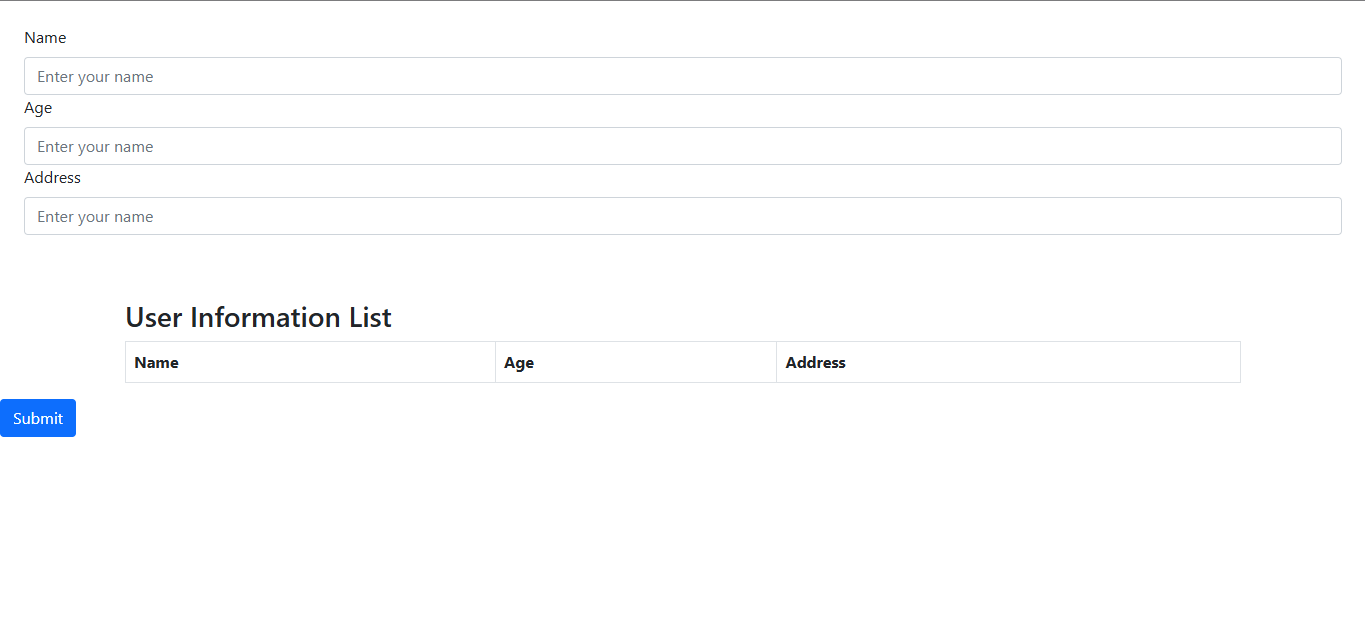 Name
Enter your name
Age
Enter your name
Address
Enter your name
User Information List
Name Age Address
Submit